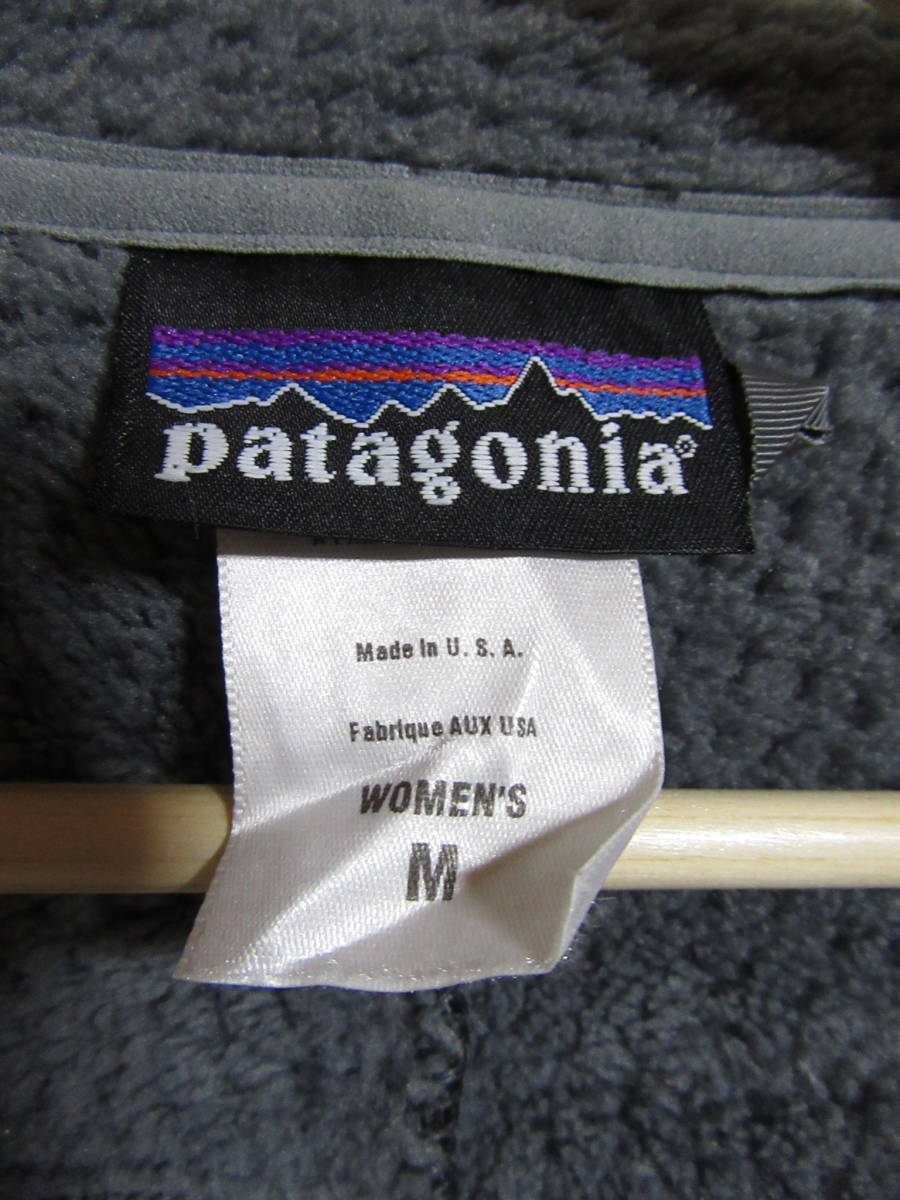 patagonia®
Made in U. S. A.
Fabrique AUX USA
WOMEN'S
M